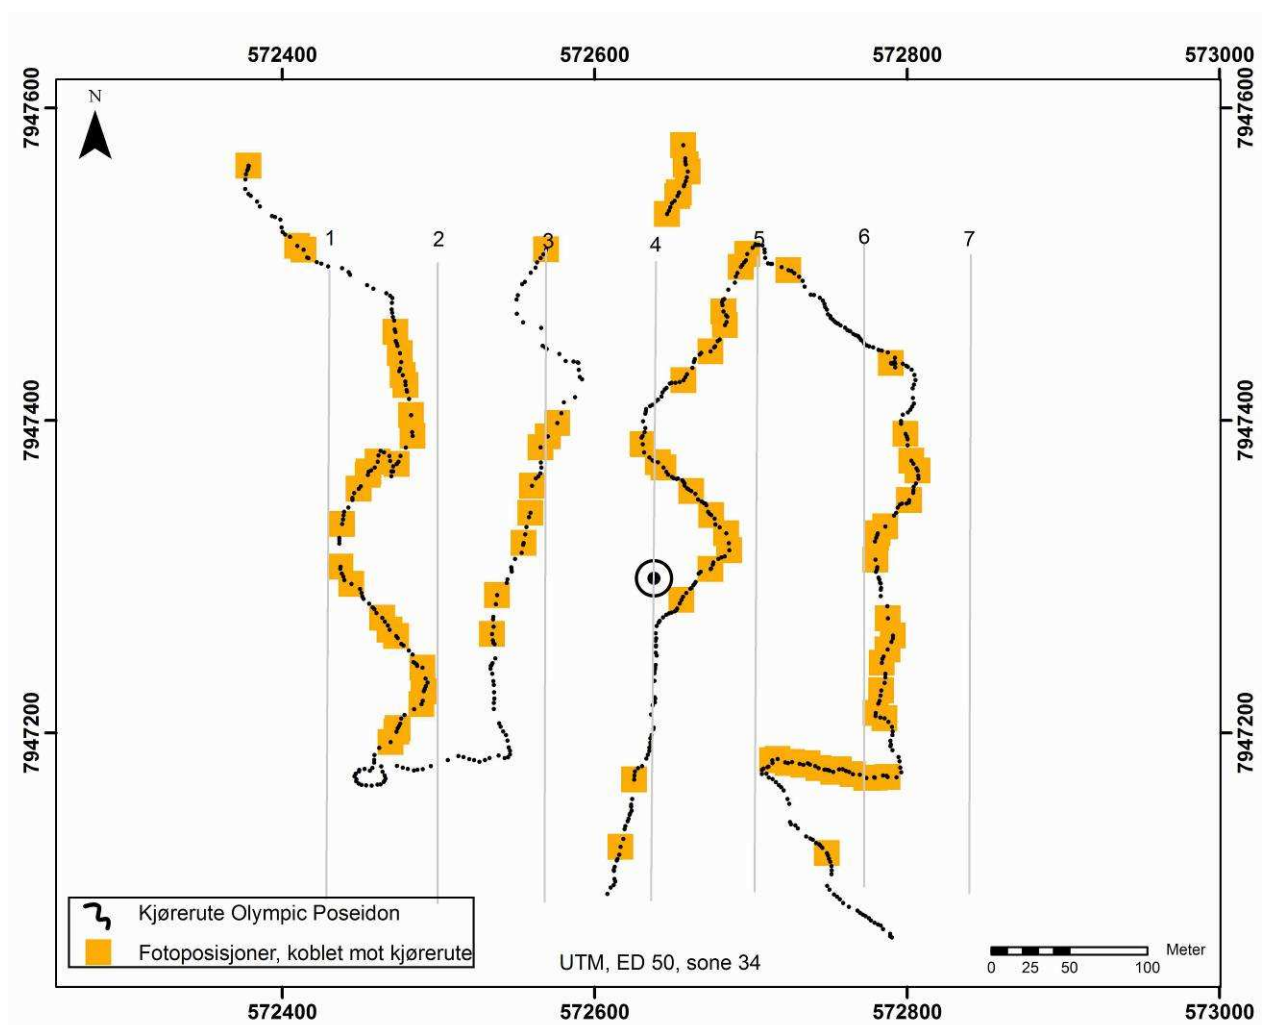 572400 572600 572800 573000
7947600 7947600
N
1 2 3 4 5 6 7
7947400 7947400
7947200 7947200
Kjørerute Olympic Poseidon
Fotoposisjoner, koblet mot kjørerute
UTM, ED 50, sone 34
Meter
0 25 50 100
572400 572600 572800 573000